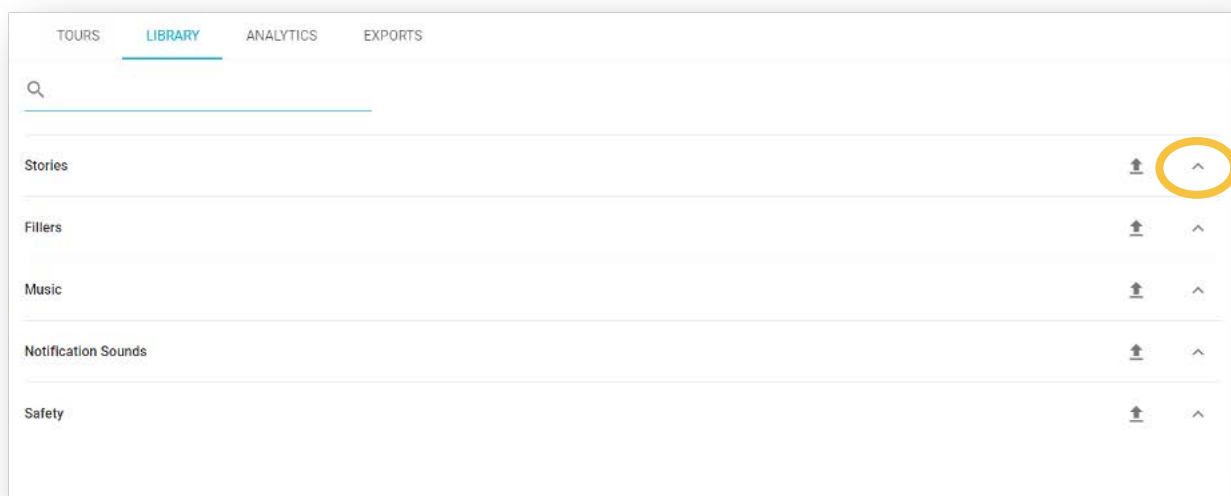 TOURS LIBRARY ANALYTICS EXPORTS
Stories
Fillers
Music
Notification Sounds
Safety